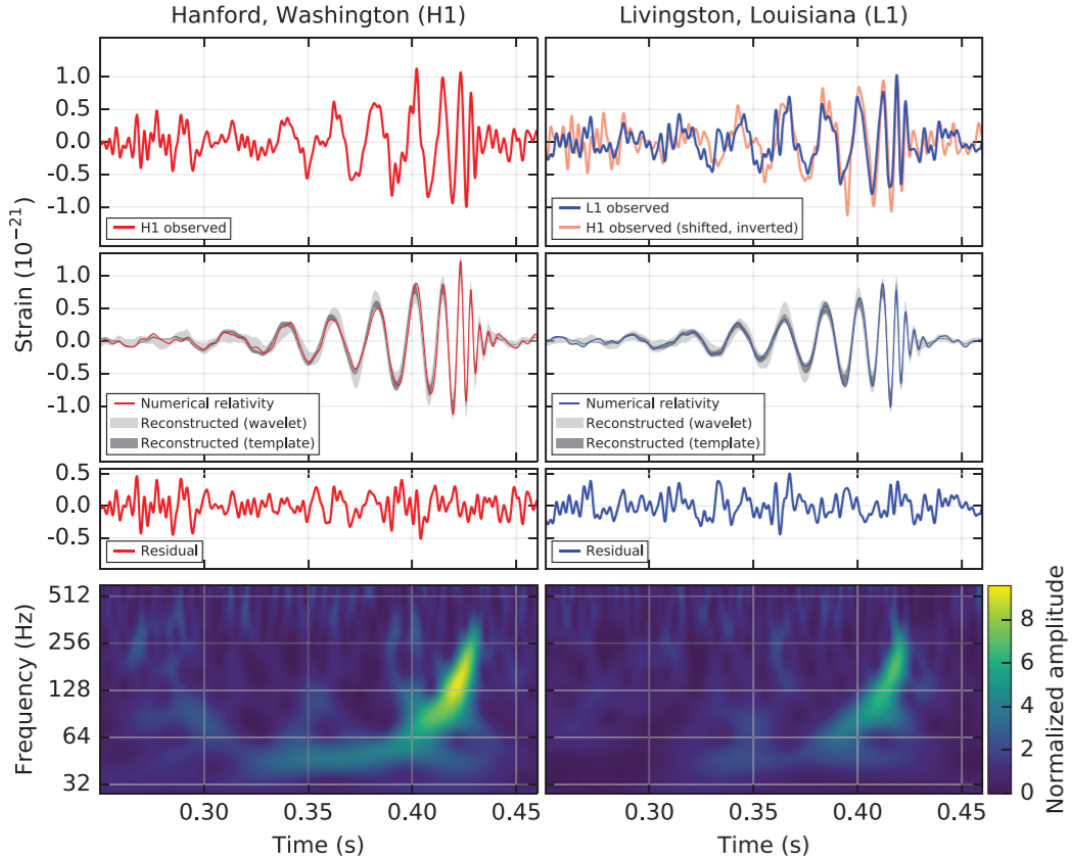 Hanford, Washington (H1)
Livingston, Louisiana (L1)
Strain (10⁻²¹)
1.0
0.5
0.0
-0.5
-1.0
H1 observed
L1 observed
H1 observed (shifted, inverted)
1.0
0.5
0.0
-0.5
-1.0
Numerical relativity
Reconstructed (wavelet)
Reconstructed (template)
Numerical relativity
Reconstructed (wavelet)
Reconstructed (template)
0.5
0.0
-0.5
Residual
Residual
Frequency (Hz)
512
256
128
64
32
0.30
0.35
0.40
0.45
Time (s)
0.30
0.35
0.40
0.45
Time (s)
8
6
4
2
0
Normalized amplitude